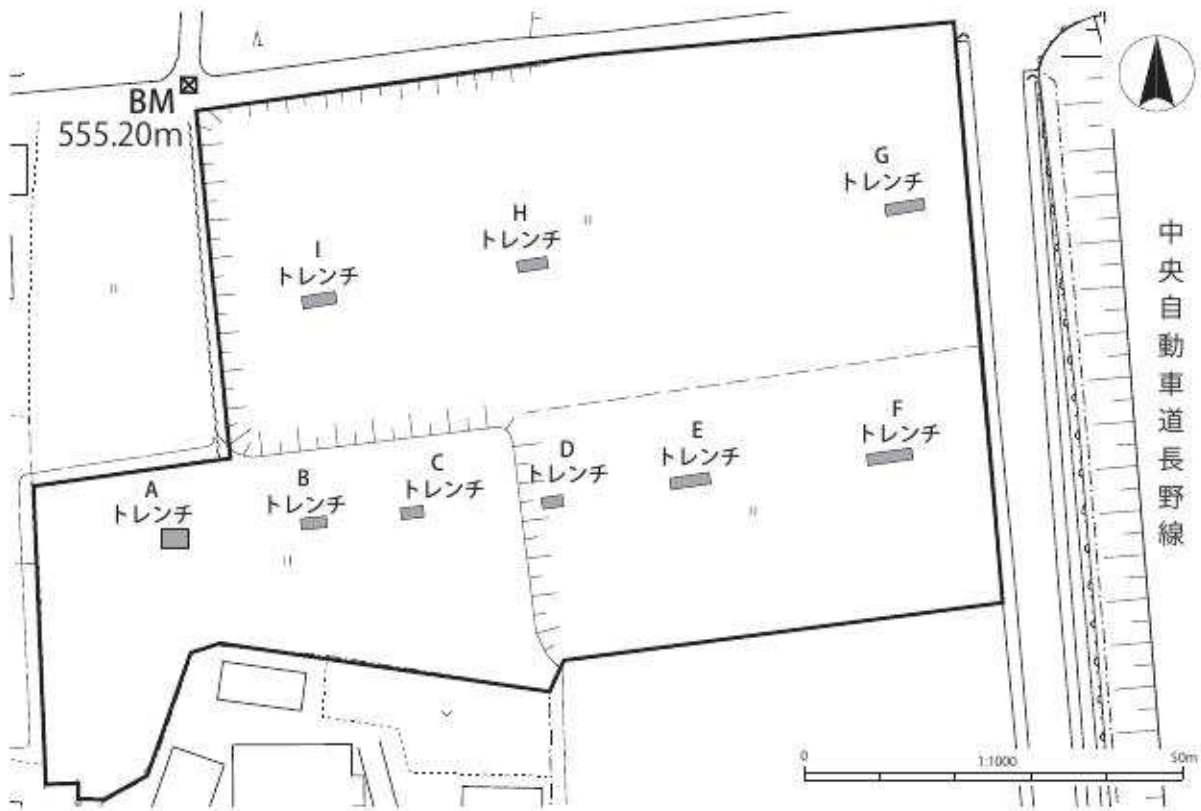 BM
555.20m
G
トレンチ
H
トレンチ
I
トレンチ
中央自動車道長野線
F
トレンチ
E
トレンチ
D
トレンチ
C
トレンチ
B
トレンチ
A
トレンチ
0
1:1000
50m